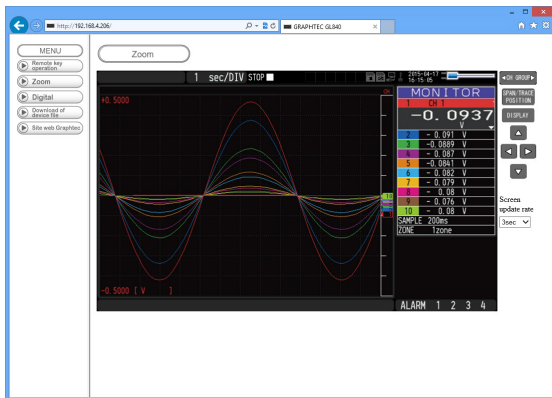 http://192.168.4.206/
GRAPHTEC GL840
MENU
Remote key
operation
Zoom
Digital
Download of
device file
Site web Graphtec
Zoom
1 sec/DIV STOP
2015-04-17
16:15:05
CH
+0.5000
-0.5000 [ V ]
MONITOR
1 CH 1
-0.0937
V
2 - 0.091 V
3 -0.0889 V
4 - 0.087 V
5 -0.0841 V
6 - 0.082 V
7 - 0.079 V
8 - 0.08 V
9 - 0.076 V
10 - 0.08 V
SAMPLE 200ms
ZONE 1zone
ALARM 1 2 3 4
◄CH GROUP►
SPAN/TRACE
POSITION
DISPLAY
Screen
update rate
3sec